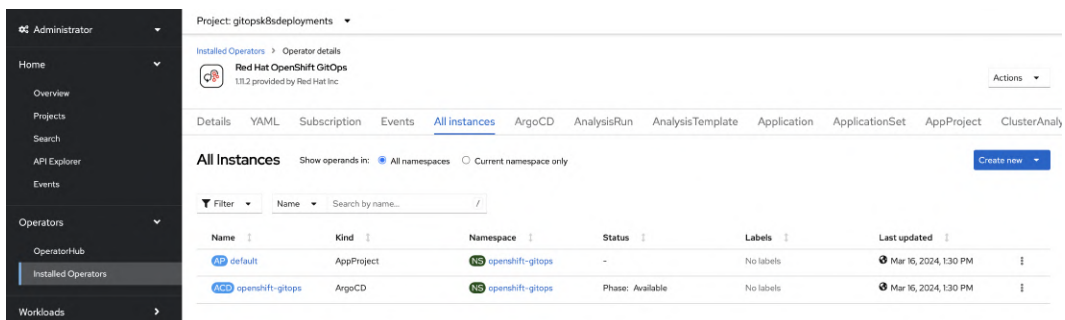 Administrator
Home
Overview
Projects
Search
API Explorer
Events
Operators
OperatorHub
Installed Operators
Workloads
Project: gitopsk8sdeployments
Installed Operators > Operator details
Red Hat OpenShift GitOps
1.11.2 provided by Red Hat Inc
Actions
Details YAML Subscription Events All instances ArgoCD AnalysisRun AnalysisTemplate Application ApplicationSet AppProject ClusterAnaly
All Instances Show operands in: All namespaces Current namespace only
Create new
Filter Name Search by name... /
Name Kind Namespace Status Labels Last updated
AP default AppProject NS openshift-gitops - No labels Mar 16, 2024, 1:30 PM
ACD openshift-gitops ArgoCD NS openshift-gitops Phase: Available No labels Mar 16, 2024, 1:30 PM